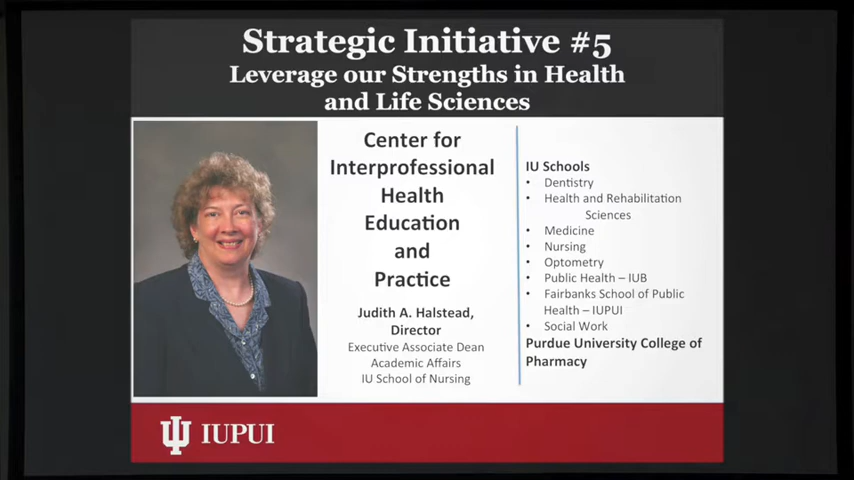 Strategic Initiative #5
Leverage our Strengths in Health
and Life Sciences
Center for
Interprofessional
Health
Education
and
Practice
Judith A. Halstead,
Director
Executive Associate Dean
Academic Affairs
IU School of Nursing
IU Schools
• Dentistry
• Health and Rehabilitation
Sciences
• Medicine
• Nursing
• Optometry
• Public Health – IUB
• Fairbanks School of Public
Health – IUPUI
• Social Work
Purdue University College of
Pharmacy
IUPUI